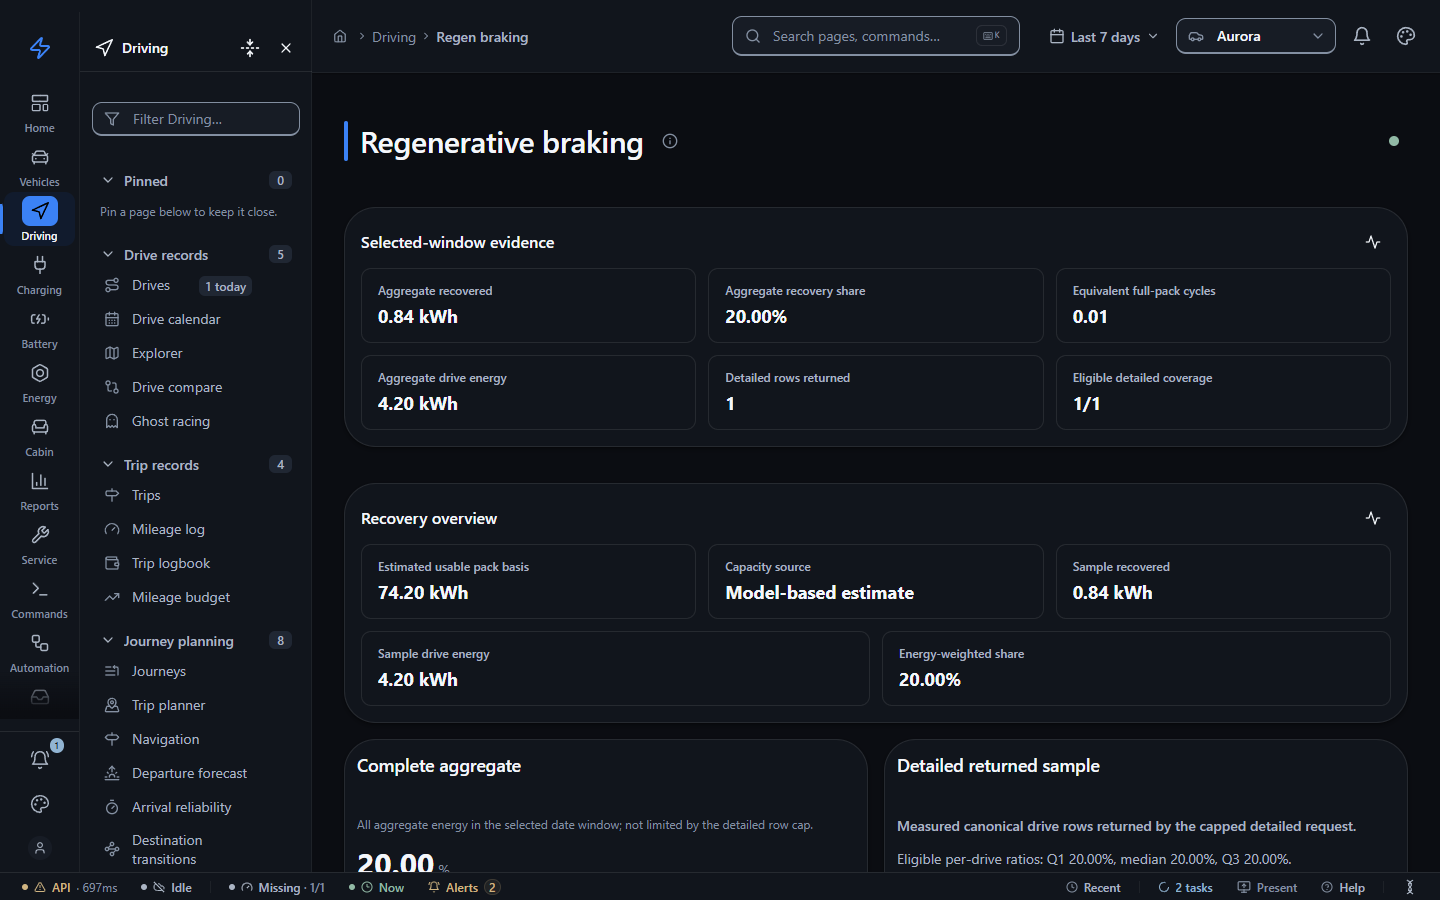 Home
Vehicles
Driving
Charging
Battery
Energy
Cabin
Reports
Service
Commands
Automation
1
Driving
Filter Driving...
Pinned 0
Pin a page below to keep it close.
Drive records 5
Drives 1 today
Drive calendar
Explorer
Drive compare
Ghost racing
Trip records 4
Trips
Mileage log
Trip logbook
Mileage budget
Journey planning 8
Journeys
Trip planner
Navigation
Departure forecast
Arrival reliability
Destination
transitions
Driving > Regen braking
Search pages, commands... K
Last 7 days
Aurora
Regenerative braking
Selected-window evidence
Aggregate recovered
0.84 kWh
Aggregate recovery share
20.00%
Equivalent full-pack cycles
0.01
Aggregate drive energy
4.20 kWh
Detailed rows returned
1
Eligible detailed coverage
1/1
Recovery overview
Estimated usable pack basis
74.20 kWh
Capacity source
Model-based estimate
Sample recovered
0.84 kWh
Sample drive energy
4.20 kWh
Energy-weighted share
20.00%
Complete aggregate
All aggregate energy in the selected date window; not limited by the detailed row cap.
20.00 %
Detailed returned sample
Measured canonical drive rows returned by the capped detailed request.
Eligible per-drive ratios: Q1 20.00%, median 20.00%, Q3 20.00%.
API · 697ms
Idle
Missing · 1/1
Now
Alerts 2
Recent
2 tasks
Present
Help